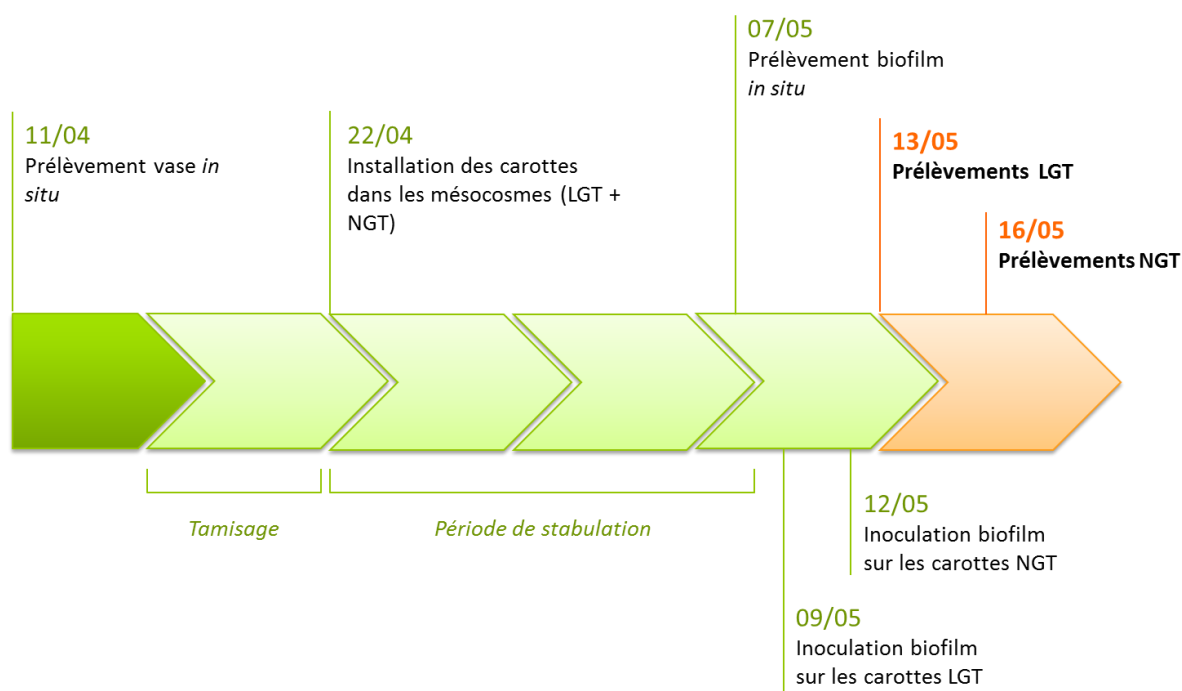 07/05
Prélèvement biofilm
in situ
11/04
Prélèvement vase in
situ
22/04
Installation des carottes
dans les mésocosmes (LGT +
NGT)
13/05
Prélèvements LGT
16/05
Prélèvements NGT
Tamisage
Période de stabulation
12/05
Inoculation biofilm
sur les carottes NGT
09/05
Inoculation biofilm
sur les carottes LGT